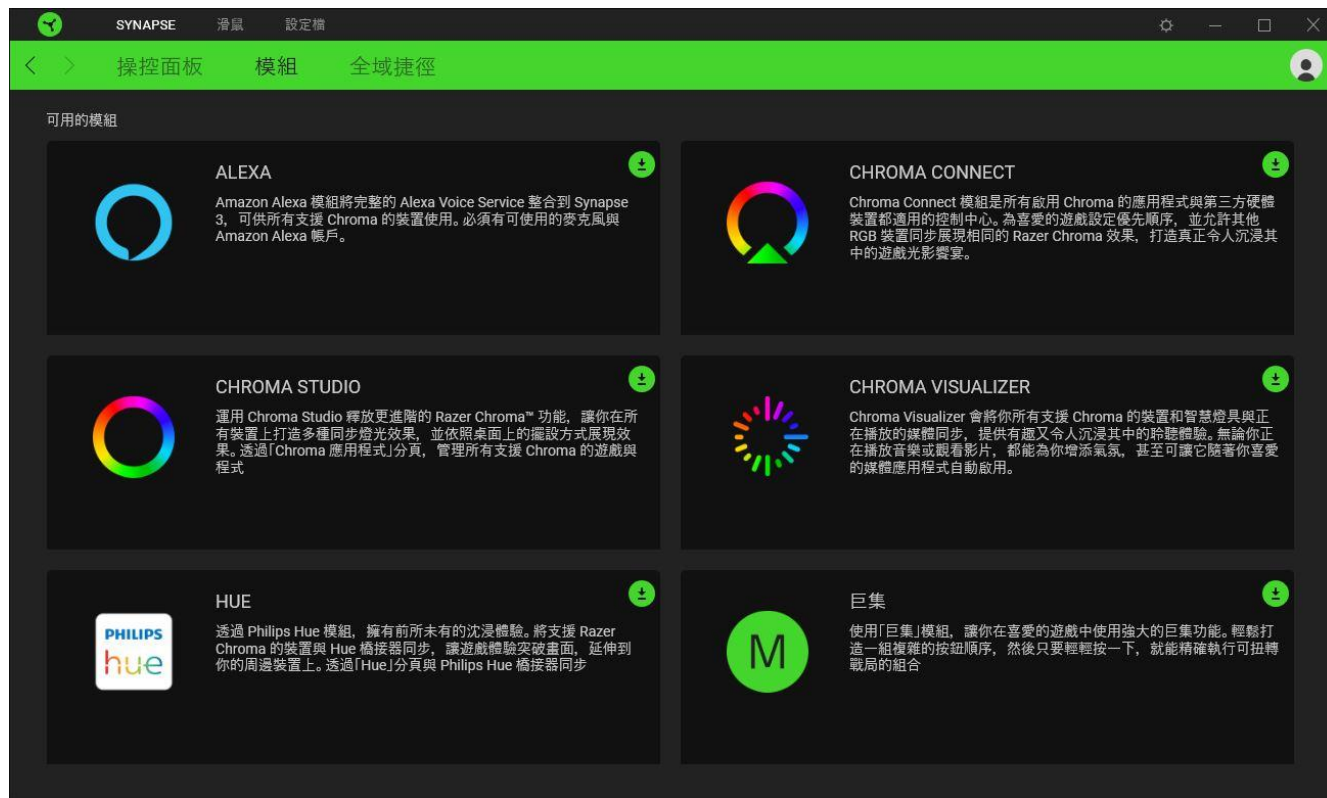 SYNAPSE 滑鼠 設定檔
操控面板 模組 全域捷徑
可用的模組
ALEXA
Amazon Alexa 模組將完整的 Alexa Voice Service 整合到 Synapse
3，可供所有支援 Chroma 的裝置使用。必須有可使用的麥克風與
Amazon Alexa 帳戶。
CHROMA CONNECT
Chroma Connect 模組是所有啟用 Chroma 的應用程式與第三方硬體
裝置都適用的控制中心。為喜愛的遊戲設定優先順序，並允許其他
RGB 裝置同步展現相同的 Razer Chroma 效果，打造真正令人沉浸其
中的遊戲光影饗宴。
CHROMA STUDIO
運用 Chroma Studio 釋放更進階的 Razer Chroma™ 功能，讓你在所
有裝置上打造多種同步燈光效果，並依照桌面上的擺設方式展現效
果。透過「Chroma 應用程式」分頁，管理所有支援 Chroma 的遊戲與
程式
CHROMA VISUALIZER
Chroma Visualizer 會將你所有支援 Chroma 的裝置和智慧燈具與正
在播放的媒體同步，提供有趣又令人沉浸其中的聆聽體驗。無論你正
在播放音樂或觀看影片，都能為你增添氣氛，甚至可讓它隨著你喜愛
的媒體應用程式自動啟用。
PHILIPS
hue
HUE
透過 Philips Hue 模組，擁有前所未有的沈浸體驗。將支援 Razer
Chroma 的裝置與 Hue 橋接器同步，讓遊戲體驗突破畫面，延伸到
你的周邊裝置上。透過「Hue」分頁與 Philips Hue 橋接器同步
M
巨集
使用「巨集」模組，讓你在喜愛的遊戲中使用強大的巨集功能。輕鬆打
造一組複雜的按鈕順序，然後只要輕輕按一下，就能精確執行可扭轉
戰局的組合